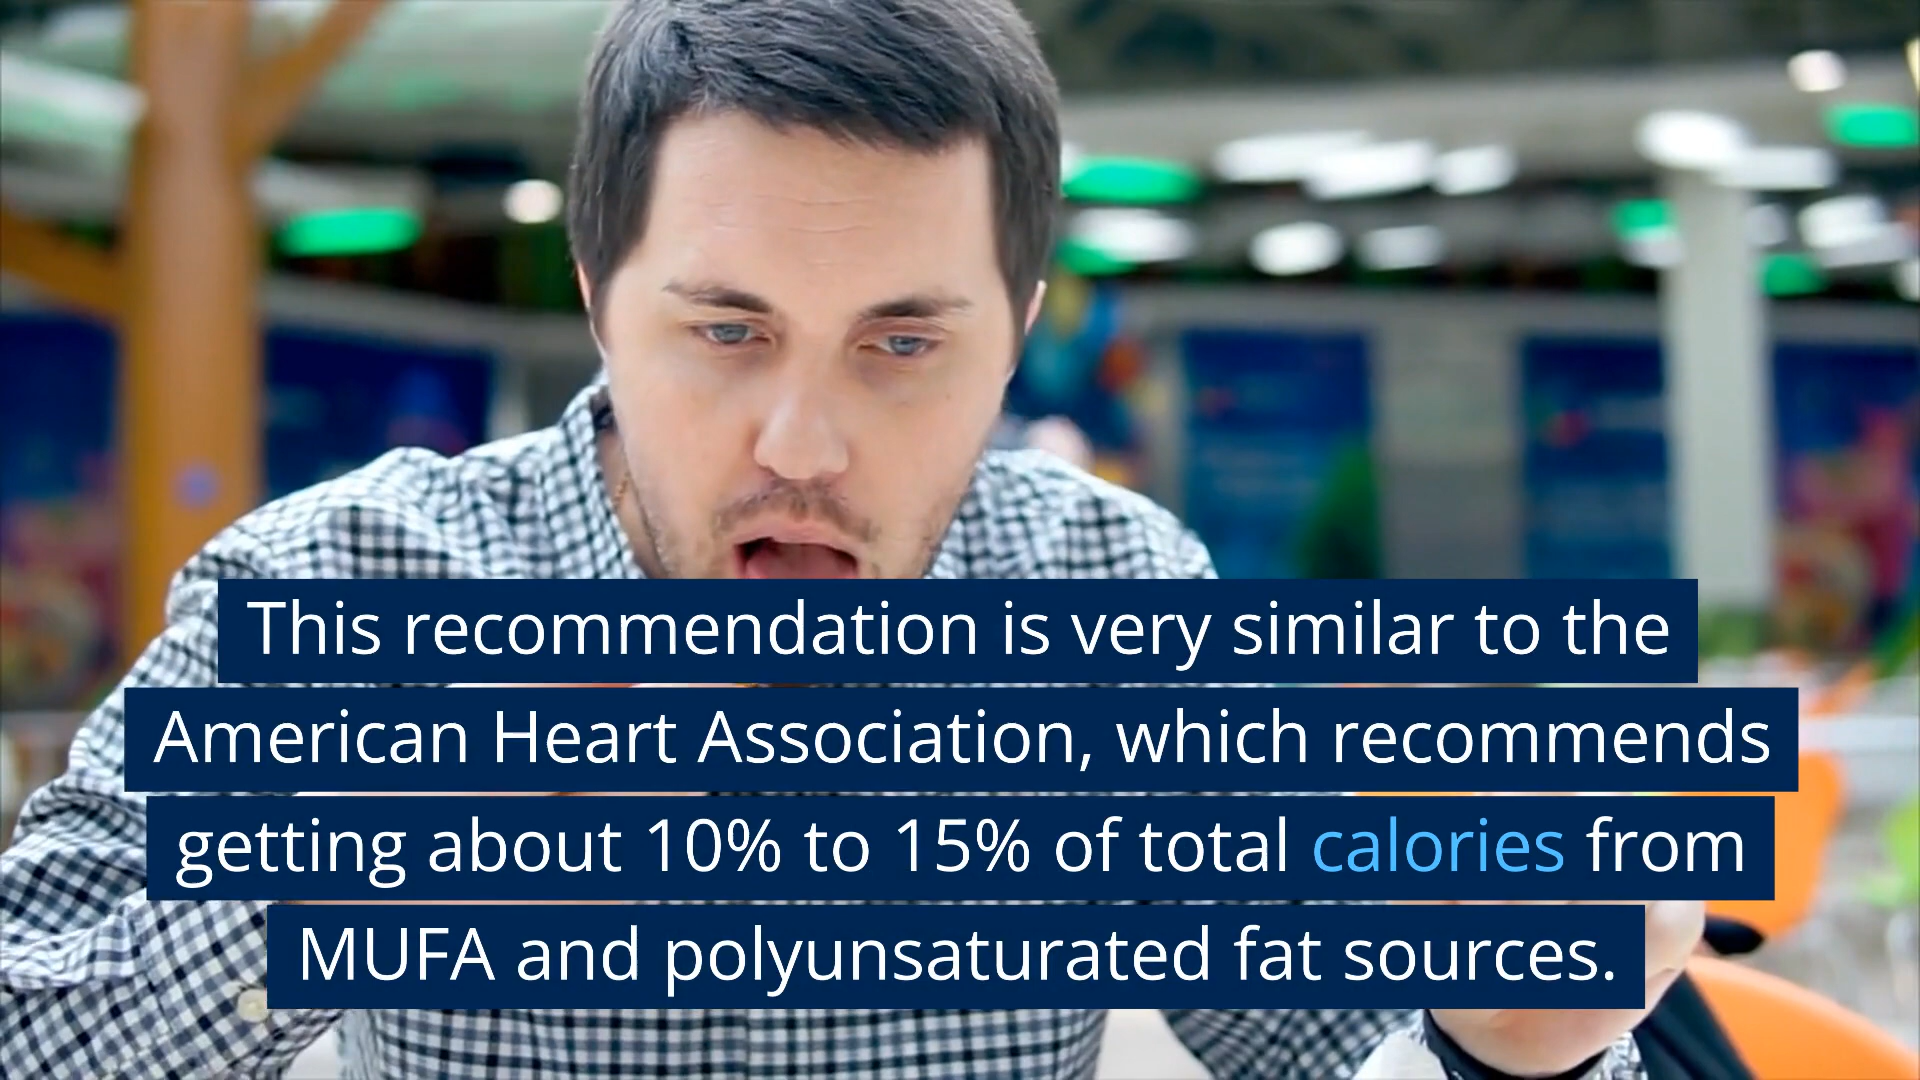 This recommendation is very similar to the
American Heart Association, which recommends
getting about 10% to 15% of total calories from
MUFA and polyunsaturated fat sources.